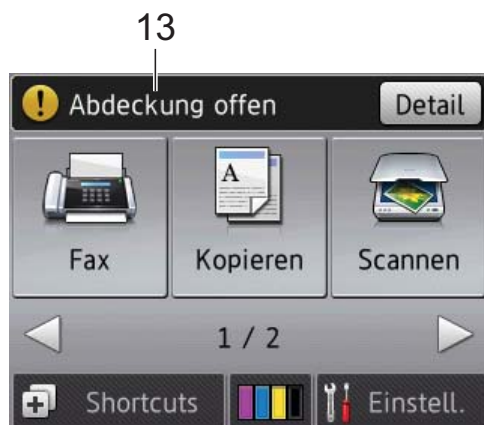 13
Abdeckung offen Detail
Fax Kopieren Scannen
1 / 2
Shortcuts Einstell.